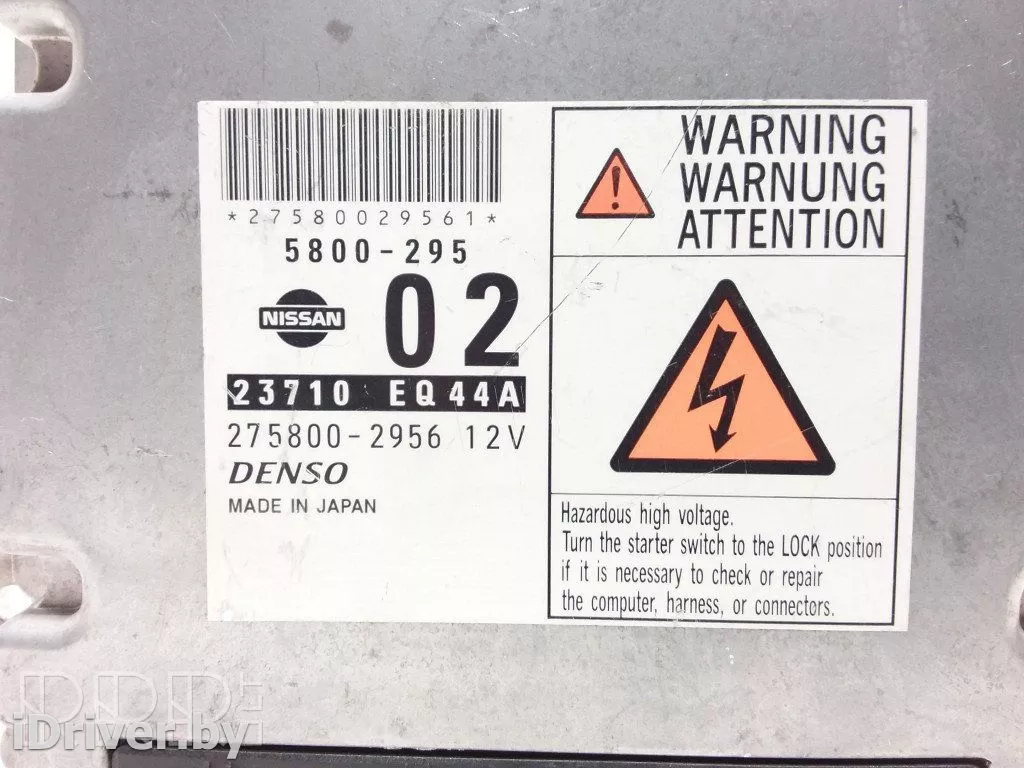 *27580029561*
5800-295
NISSAN
02
23710 EQ44A
275800-2956 12V
DENSO
MADE IN JAPAN
WARNING
WARNUNG
ATTENTION
Hazardous high voltage.
Turn the starter switch to the LOCK position
if it is necessary to check or repair
the computer, harness, or connectors.
iDriver.by